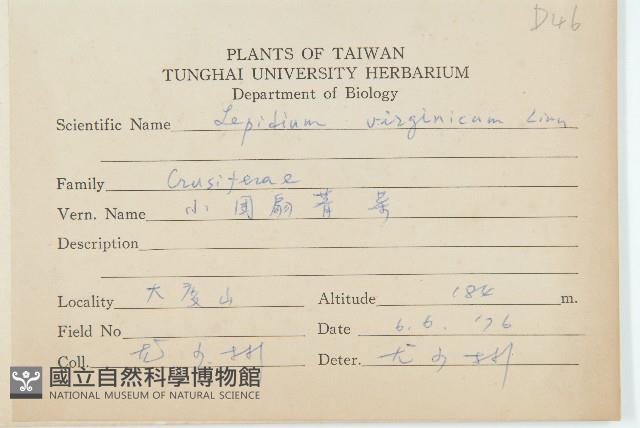 D46
PLANTS OF TAIWAN
TUNGHAI UNIVERSITY HERBARIUM
Department of Biology
Scientific Name Lepidium virginicum Linn
Family Crusiferae
Vern. Name 小團扇薺
Description
Locality 大度山 Altitude 184 m.
Field No Date 6. 6. '76
Coll. Deter.
國立自然科學博物館
NATIONAL MUSEUM OF NATURAL SCIENCE